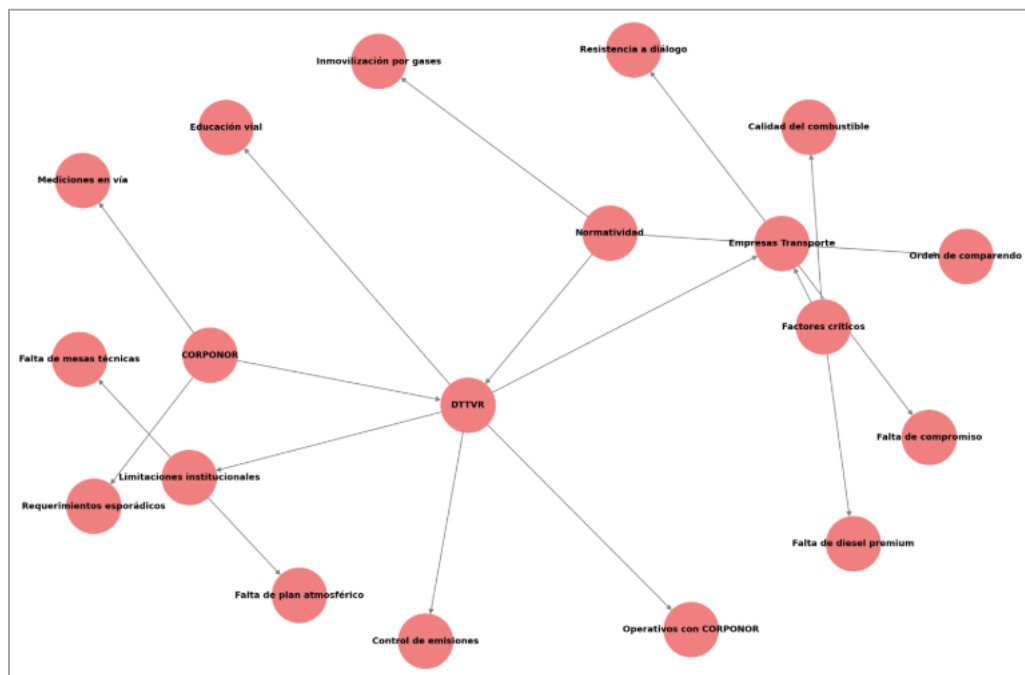 Resistencia a diálogo
Inmovilización por gases
Educación vial
Calidad del combustible
Mediciones en vía
Normatividad
Empresas Transporte
Orden de comparendo
Factores críticos
CORPONOR
Falta de mesas técnicas
DTTVR
Falta de compromiso
Limitaciones institucionales
Requerimientos esporádicos
Falta de diesel premium
Falta de plan atmosférico
Operativos con CORPONOR
Control de emisiones